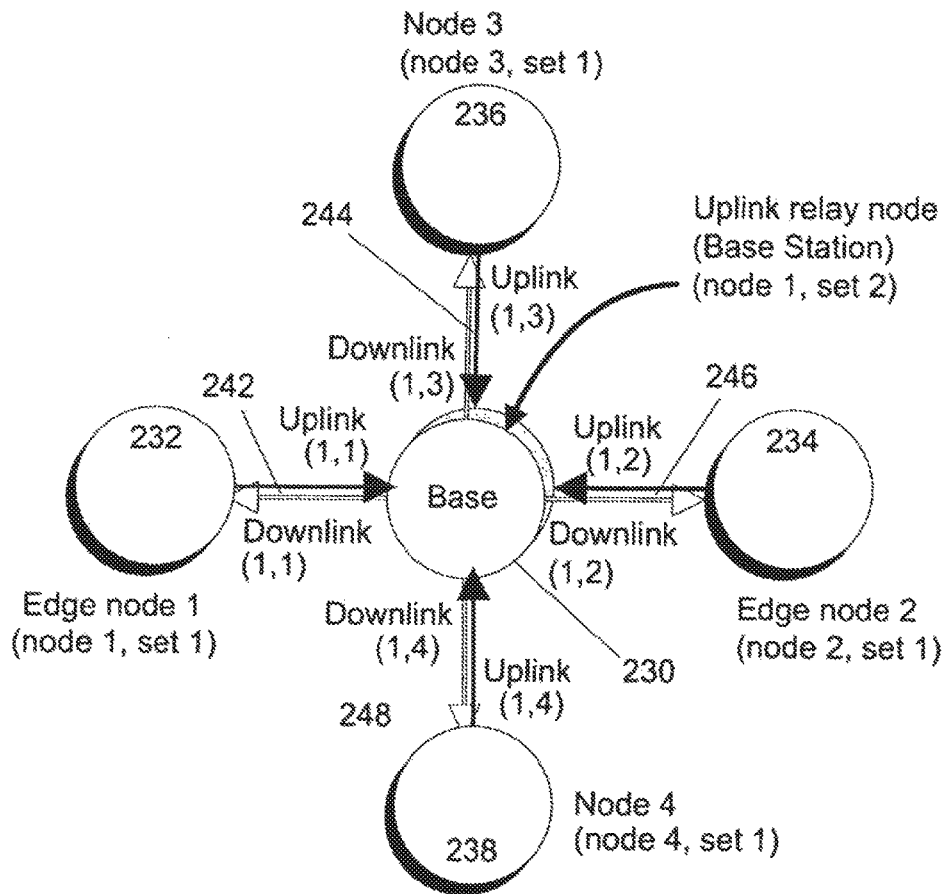 Node 3
(node 3, set 1)
236
244
Uplink relay node
(Base Station)
(node 1, set 2)
Uplink
(1,3)
Downlink
(1,3)
242
246
232
Uplink
(1,1)
Uplink
(1,2)
234
Base
Downlink
(1,1)
Downlink
(1,2)
Edge node 1
(node 1, set 1)
Downlink
(1,4)
Edge node 2
(node 2, set 1)
230
Uplink
(1,4)
248
238
Node 4
(node 4, set 1)